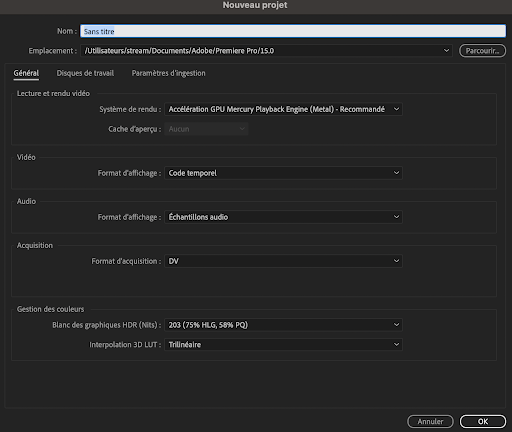 Nouveau projet
Nom : Sans titre
Emplacement : /Utilisateurs/stream/Documents/Adobe/Premiere Pro/15.0 Parcourir...
Général Disques de travail Paramètres d'ingestion
Lecture et rendu vidéo
Système de rendu : Accélération GPU Mercury Playback Engine (Metal) - Recommandé
Cache d'aperçu : Aucun
Vidéo
Format d'affichage : Code temporel
Audio
Format d'affichage : Échantillons audio
Acquisition
Format d'acquisition : DV
Gestion des couleurs
Blanc des graphiques HDR (Nits) : 203 (75% HLG, 58% PQ)
Interpolation 3D LUT : Trilinéaire
Annuler OK